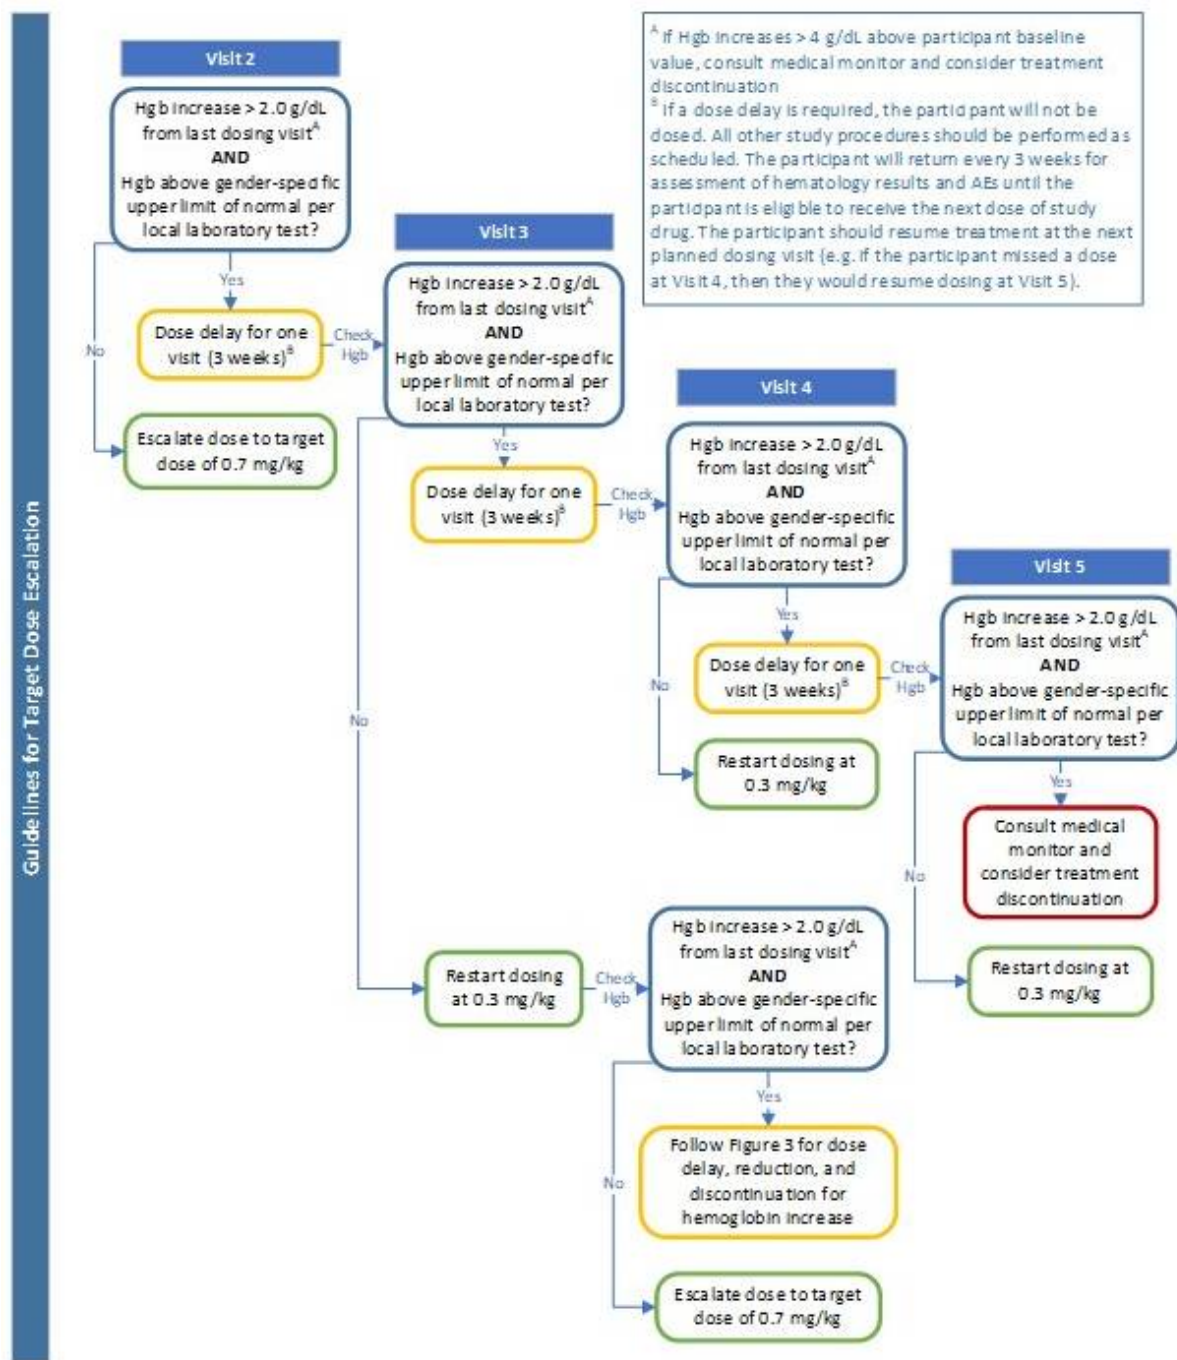 Guidelines for Target Dose Escalation
Visit 2
Hgb increase > 2.0 g/dL
from last dosing visit^A
AND
Hgb above gender-specific
upper limit of normal per
local laboratory test?
Yes
No
Dose delay for one
visit (3 weeks)^B
Check
Hgb
Escalate dose to target
dose of 0.7 mg/kg
Visit 3
Hgb increase > 2.0 g/dL
from last dosing visit^A
AND
Hgb above gender-specific
upper limit of normal per
local laboratory test?
Yes
No
Dose delay for one
visit (3 weeks)^B
Check
Hgb
^A If Hgb increases > 4 g/dL above participant baseline
value, consult medical monitor and consider treatment
discontinuation
^B If a dose delay is required, the participant will not be
dosed. All other study procedures should be performed as
scheduled. The participant will return every 3 weeks for
assessment of hematology results and AEs until the
participant is eligible to receive the next dose of study
drug. The participant should resume treatment at the next
planned dosing visit (e.g. if the participant missed a dose
at Visit 4, then they would resume dosing at Visit 5).
Visit 4
Hgb increase > 2.0 g/dL
from last dosing visit^A
AND
Hgb above gender-specific
upper limit of normal per
local laboratory test?
Yes
No
Dose delay for one
visit (3 weeks)^B
Check
Hgb
Restart dosing at
0.3 mg/kg
Visit 5
Hgb increase > 2.0 g/dL
from last dosing visit^A
AND
Hgb above gender-specific
upper limit of normal per
local laboratory test?
Yes
No
Consult medical
monitor and
consider treatment
discontinuation
Restart dosing at
0.3 mg/kg
Restart dosing
at 0.3 mg/kg
Check
Hgb
Hgb increase > 2.0 g/dL
from last dosing visit^A
AND
Hgb above gender-specific
upper limit of normal per
local laboratory test?
Yes
No
Follow Figure 3 for dose
delay, reduction, and
discontinuation for
hemoglobin increase
Escalate dose to target
dose of 0.7 mg/kg